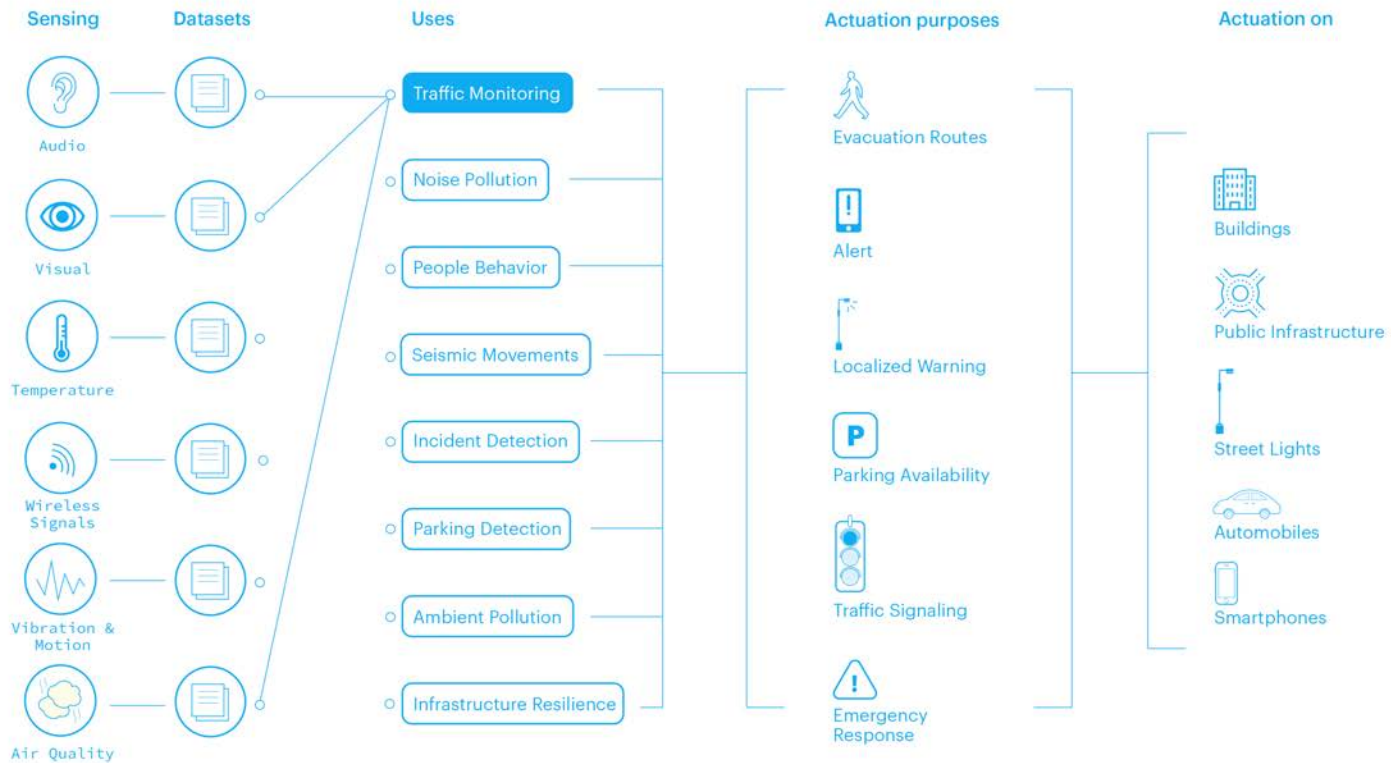 Sensing
Datasets
Uses
Actuation purposes
Actuation on
Audio
Visual
Temperature
Wireless
Signals
Vibration &
Motion
Air Quality
Traffic Monitoring
Noise Pollution
People Behavior
Seismic Movements
Incident Detection
Parking Detection
Ambient Pollution
Infrastructure Resilience
Evacuation Routes
!
Alert
Localized Warning
P
Parking Availability
Traffic Signaling
!
Emergency
Response
Buildings
Public Infrastructure
Street Lights
Automobiles
Smartphones